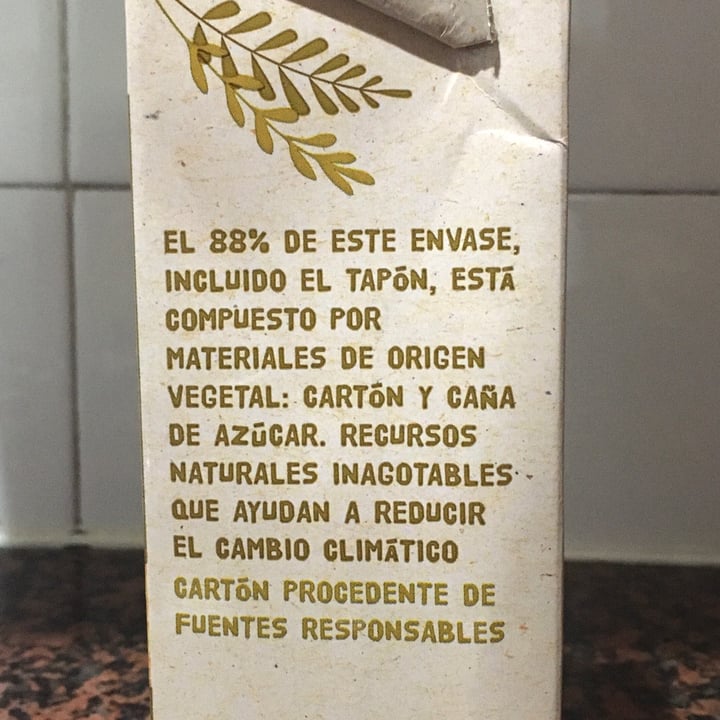 EL 88% DE ESTE ENVASE,
INCLUIDO EL TAPÓN, ESTÁ
COMPUESTO POR
MATERIALES DE ORIGEN
VEGETAL: CARTÓN Y CAÑA
DE AZÚCAR. RECURSOS
NATURALES INAGOTABLES
QUE AYUDAN A REDUCIR
EL CAMBIO CLIMÁTICO
CARTÓN PROCEDENTE DE
FUENTES RESPONSABLES